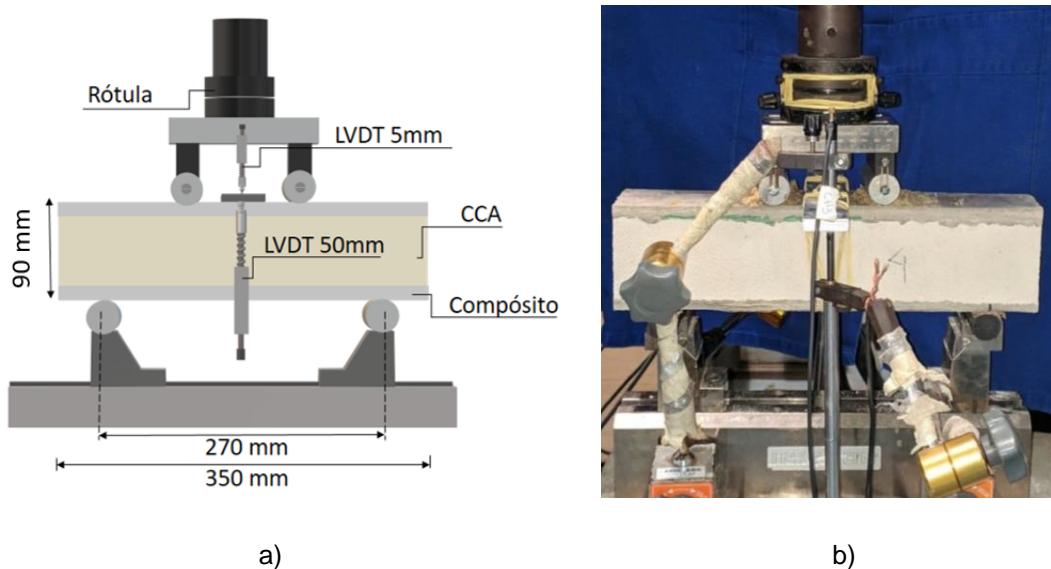 Rótula
LVDT 5mm
CCA
LVDT 50mm
Compósito
90 mm
270 mm
350 mm
a)
b)